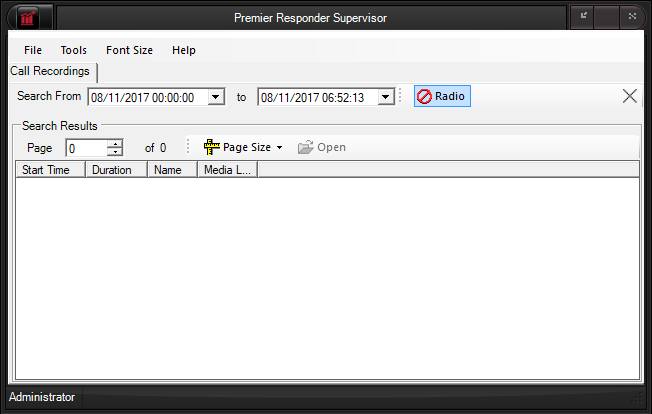 Premier Responder Supervisor
File Tools Font Size Help
Call Recordings
Search From 08/11/2017 00:00:00 to 08/11/2017 06:52:13 Radio
Search Results
Page 0 of 0 Page Size Open
Start Time Duration Name Media L...
Administrator